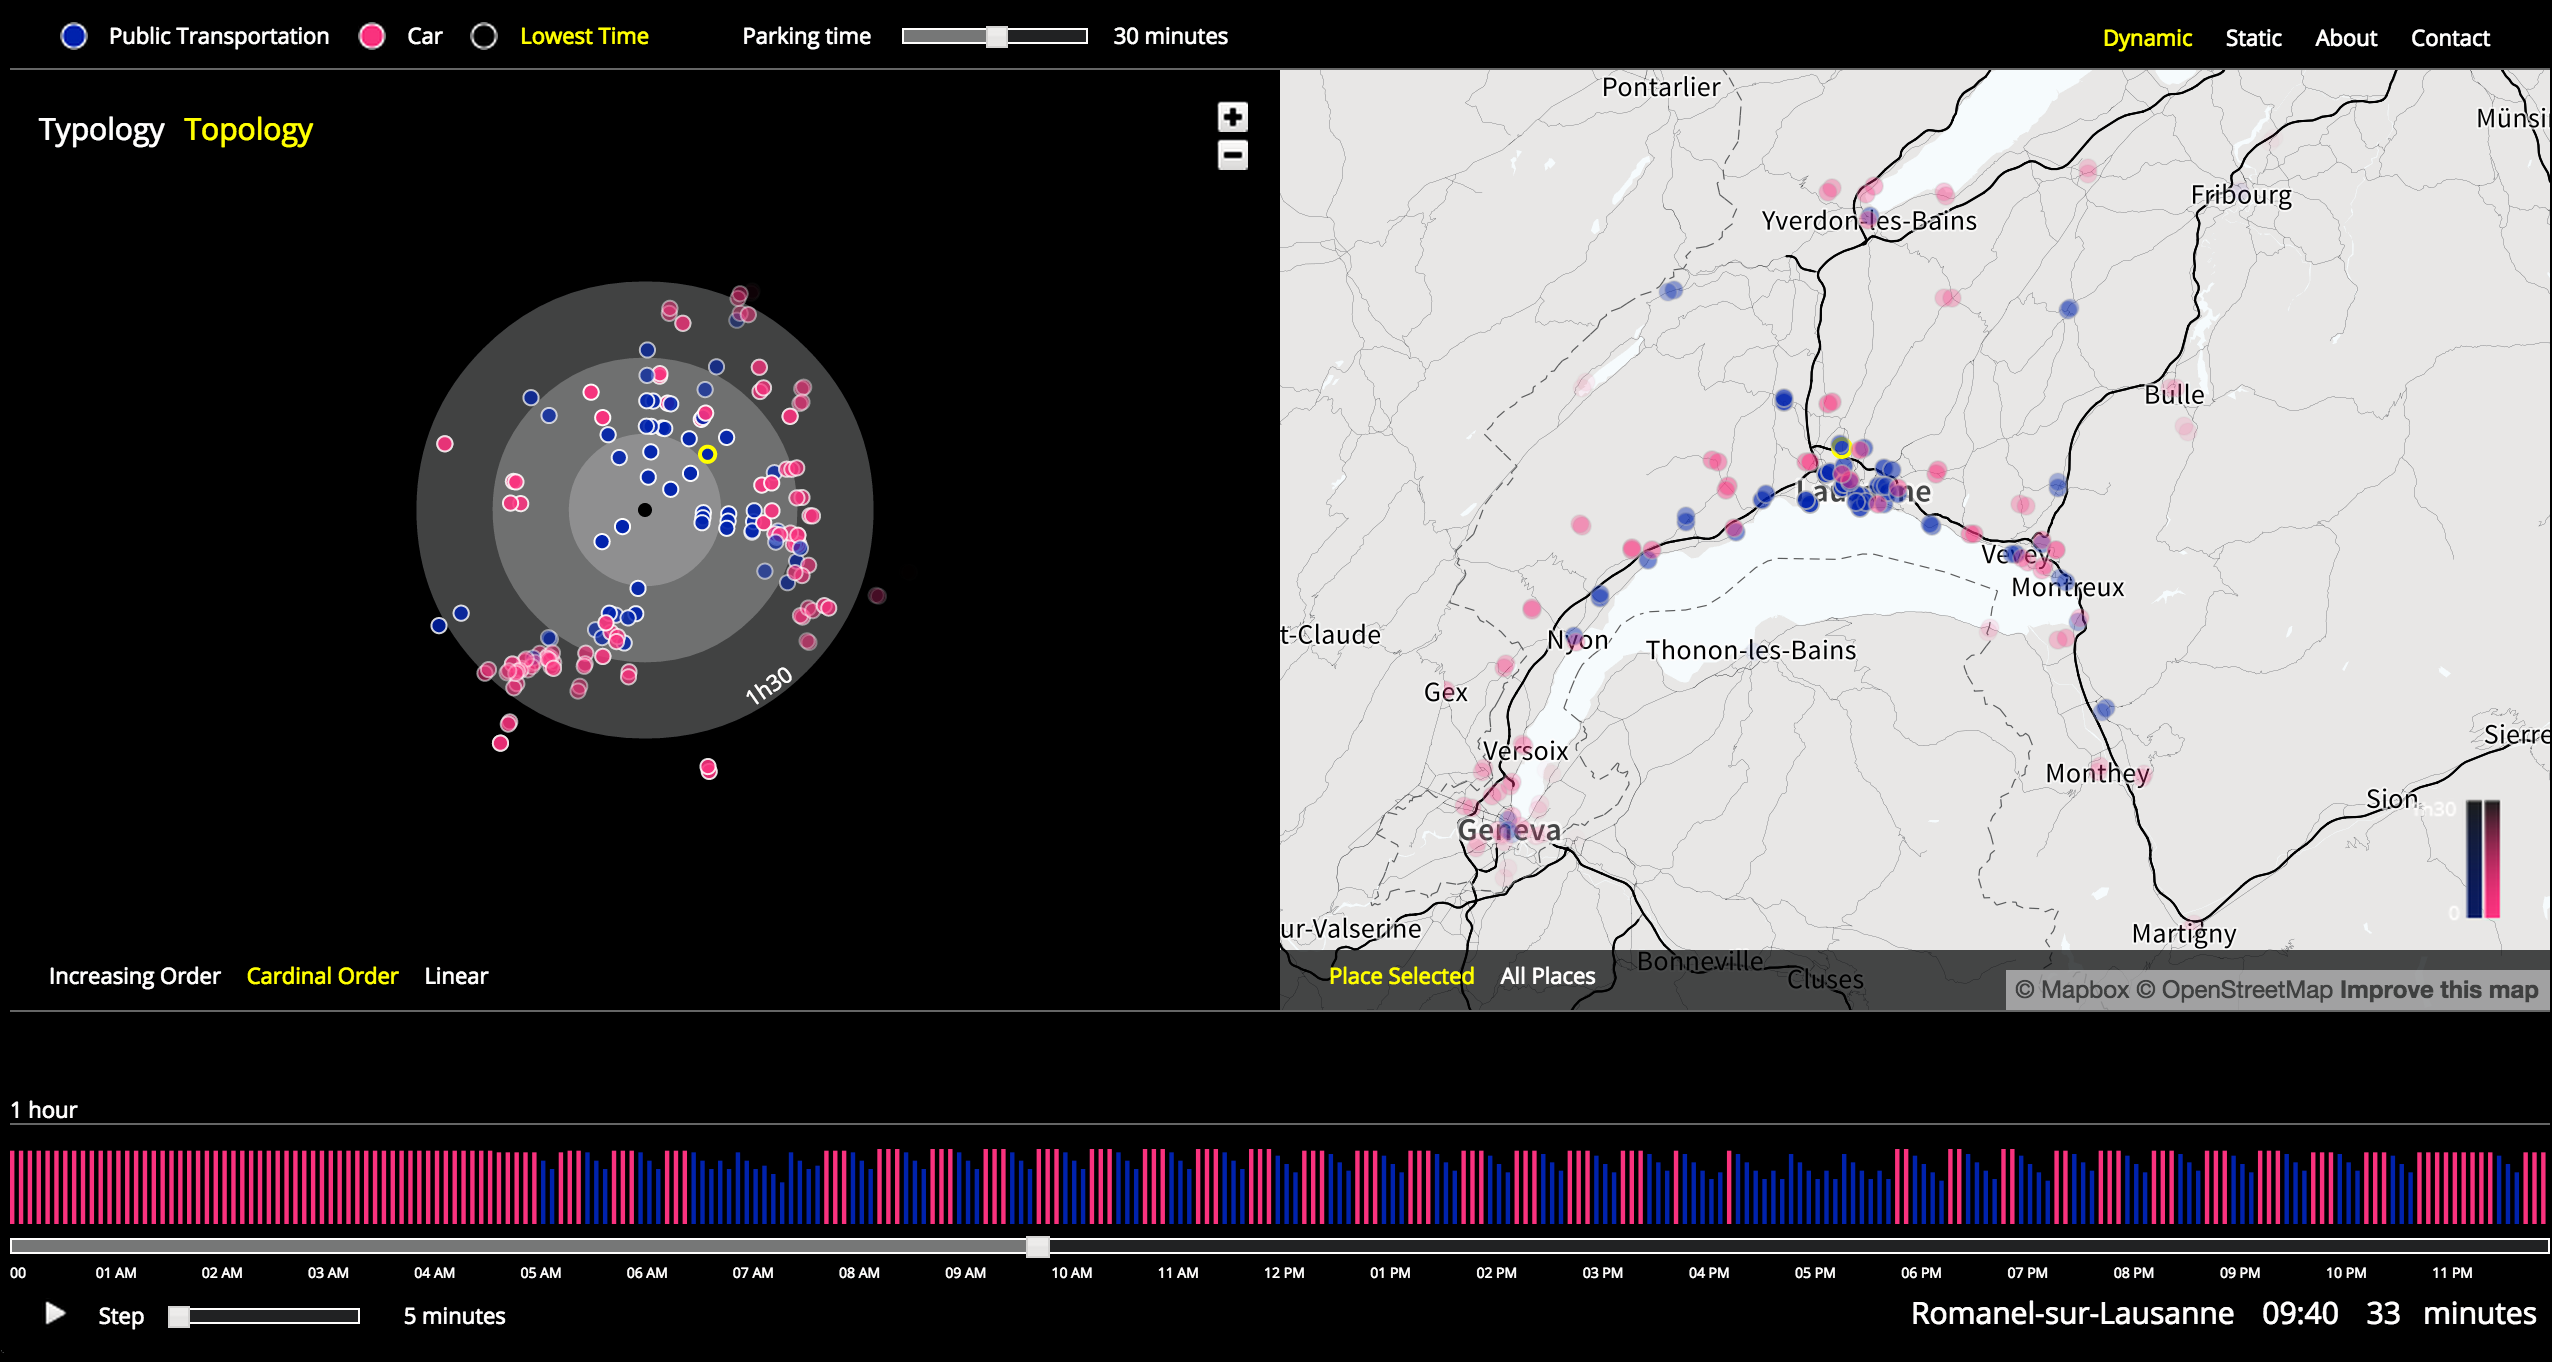 Public Transportation Car Lowest Time Parking time 30 minutes Dynamic Static About Contact
Typology Topology
1h30
Increasing Order Cardinal Order Linear
Pontarlier
Münsi
Fribourg
Yverdon-les-Bains
Bulle
Lausanne
Vevey
Montreux
t-Claude
Nyon
Thonon-les-Bains
Gex
Versoix
Sierre
Monthey
Sion
1h30
Geneva
0
ur-Valserine
Martigny
Bonneville
Cluses
Place Selected All Places
© Mapbox © OpenStreetMap Improve this map
1 hour
00 01 AM 02 AM 03 AM 04 AM 05 AM 06 AM 07 AM 08 AM 09 AM 10 AM 11 AM 12 PM 01 PM 02 PM 03 PM 04 PM 05 PM 06 PM 07 PM 08 PM 09 PM 10 PM 11 PM
Step 5 minutes
Romanel-sur-Lausanne 09:40 33 minutes